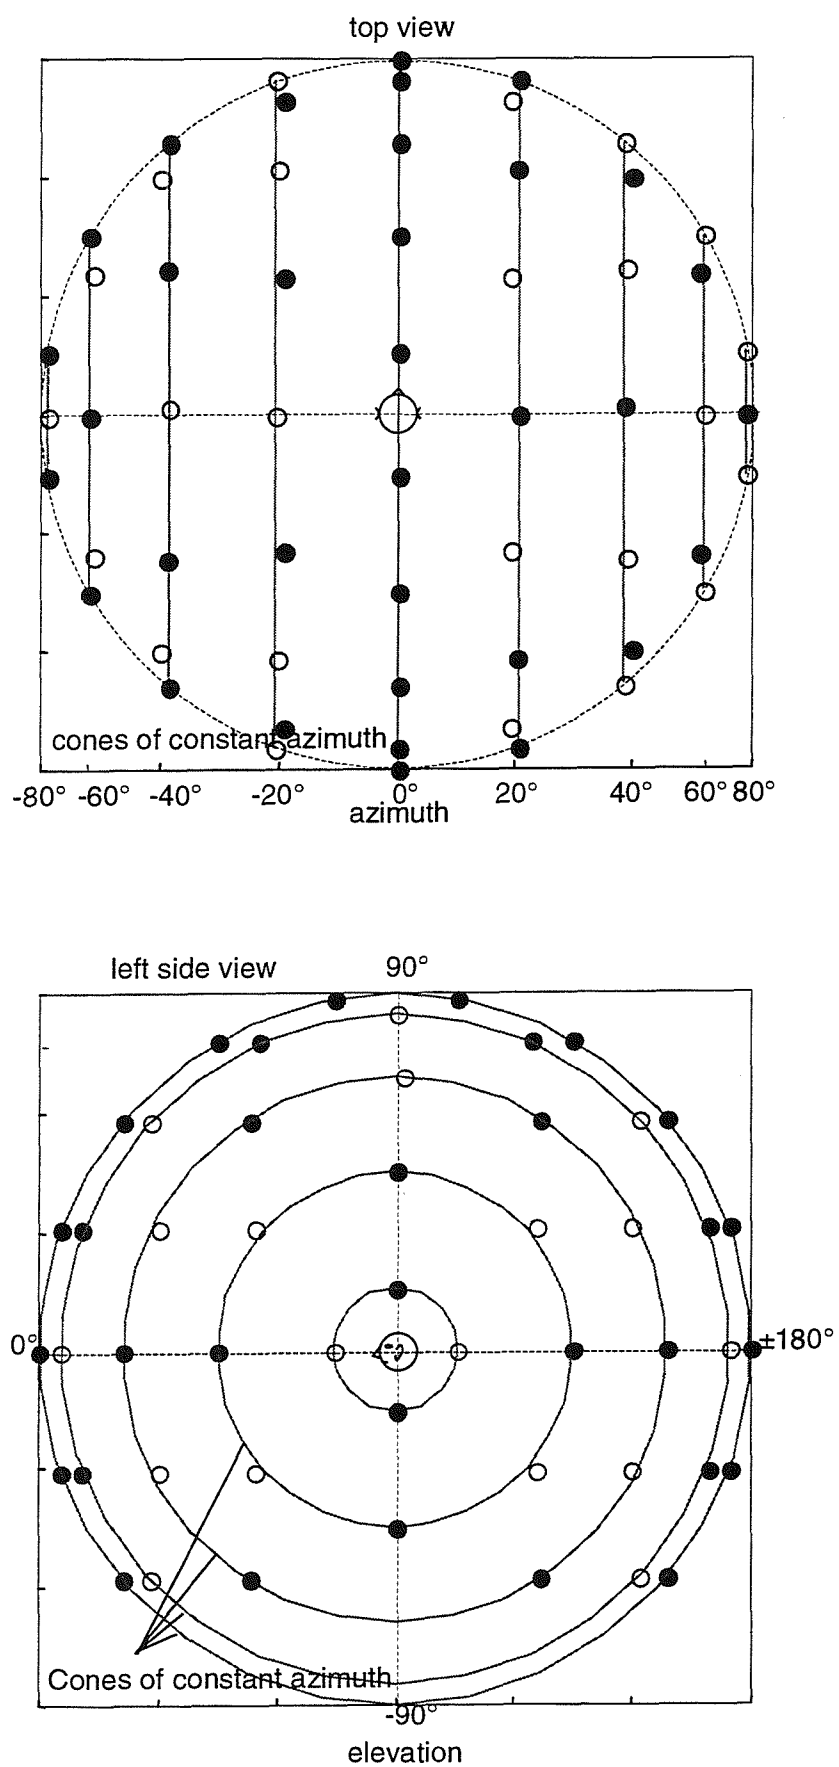 top view
cones of constant azimuth
-80° -60° -40° -20° 0° 20° 40° 60° 80°
azimuth
left side view 90°
0° ±180°
Cones of constant azimuth
-90°
elevation